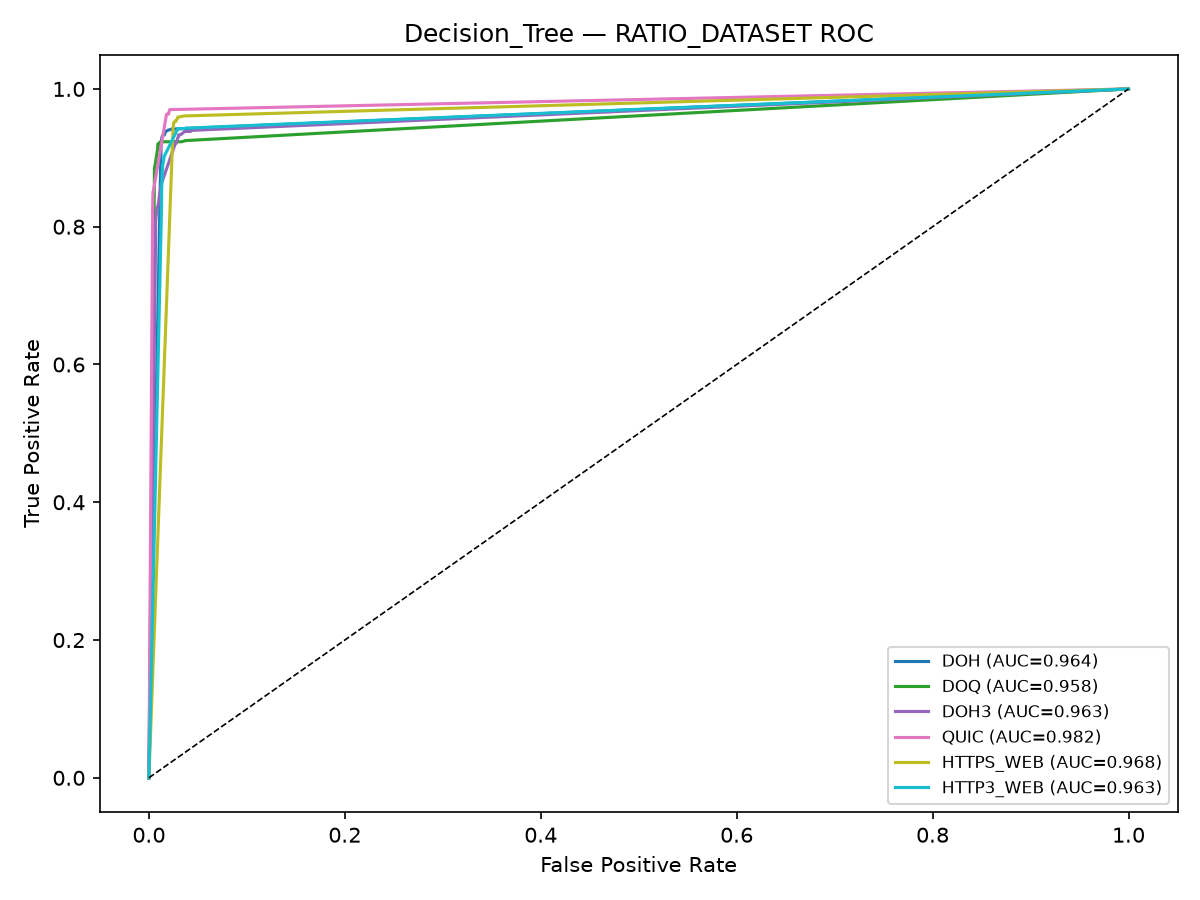 Decision_Tree — RATIO_DATASET ROC
True Positive Rate
1.0
0.8
0.6
0.4
0.2
0.0
DOH (AUC=0.964)
DOQ (AUC=0.958)
DOH3 (AUC=0.963)
QUIC (AUC=0.982)
HTTPS_WEB (AUC=0.968)
HTTP3_WEB (AUC=0.963)
0.0 0.2 0.4 0.6 0.8 1.0
False Positive Rate